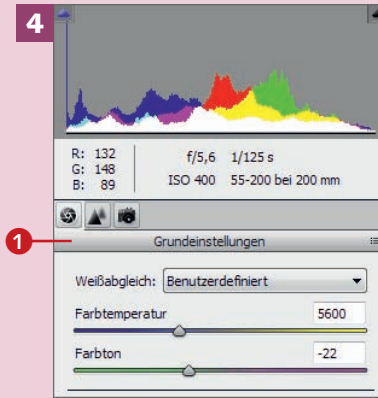 4
R: 132 f/5,6 1/125 s
G: 148
B: 89 ISO 400 55-200 bei 200 mm
1 Grundeinstellungen
Weißabgleich: Benutzerdefiniert
Farbtemperatur 5600
Farbton -22